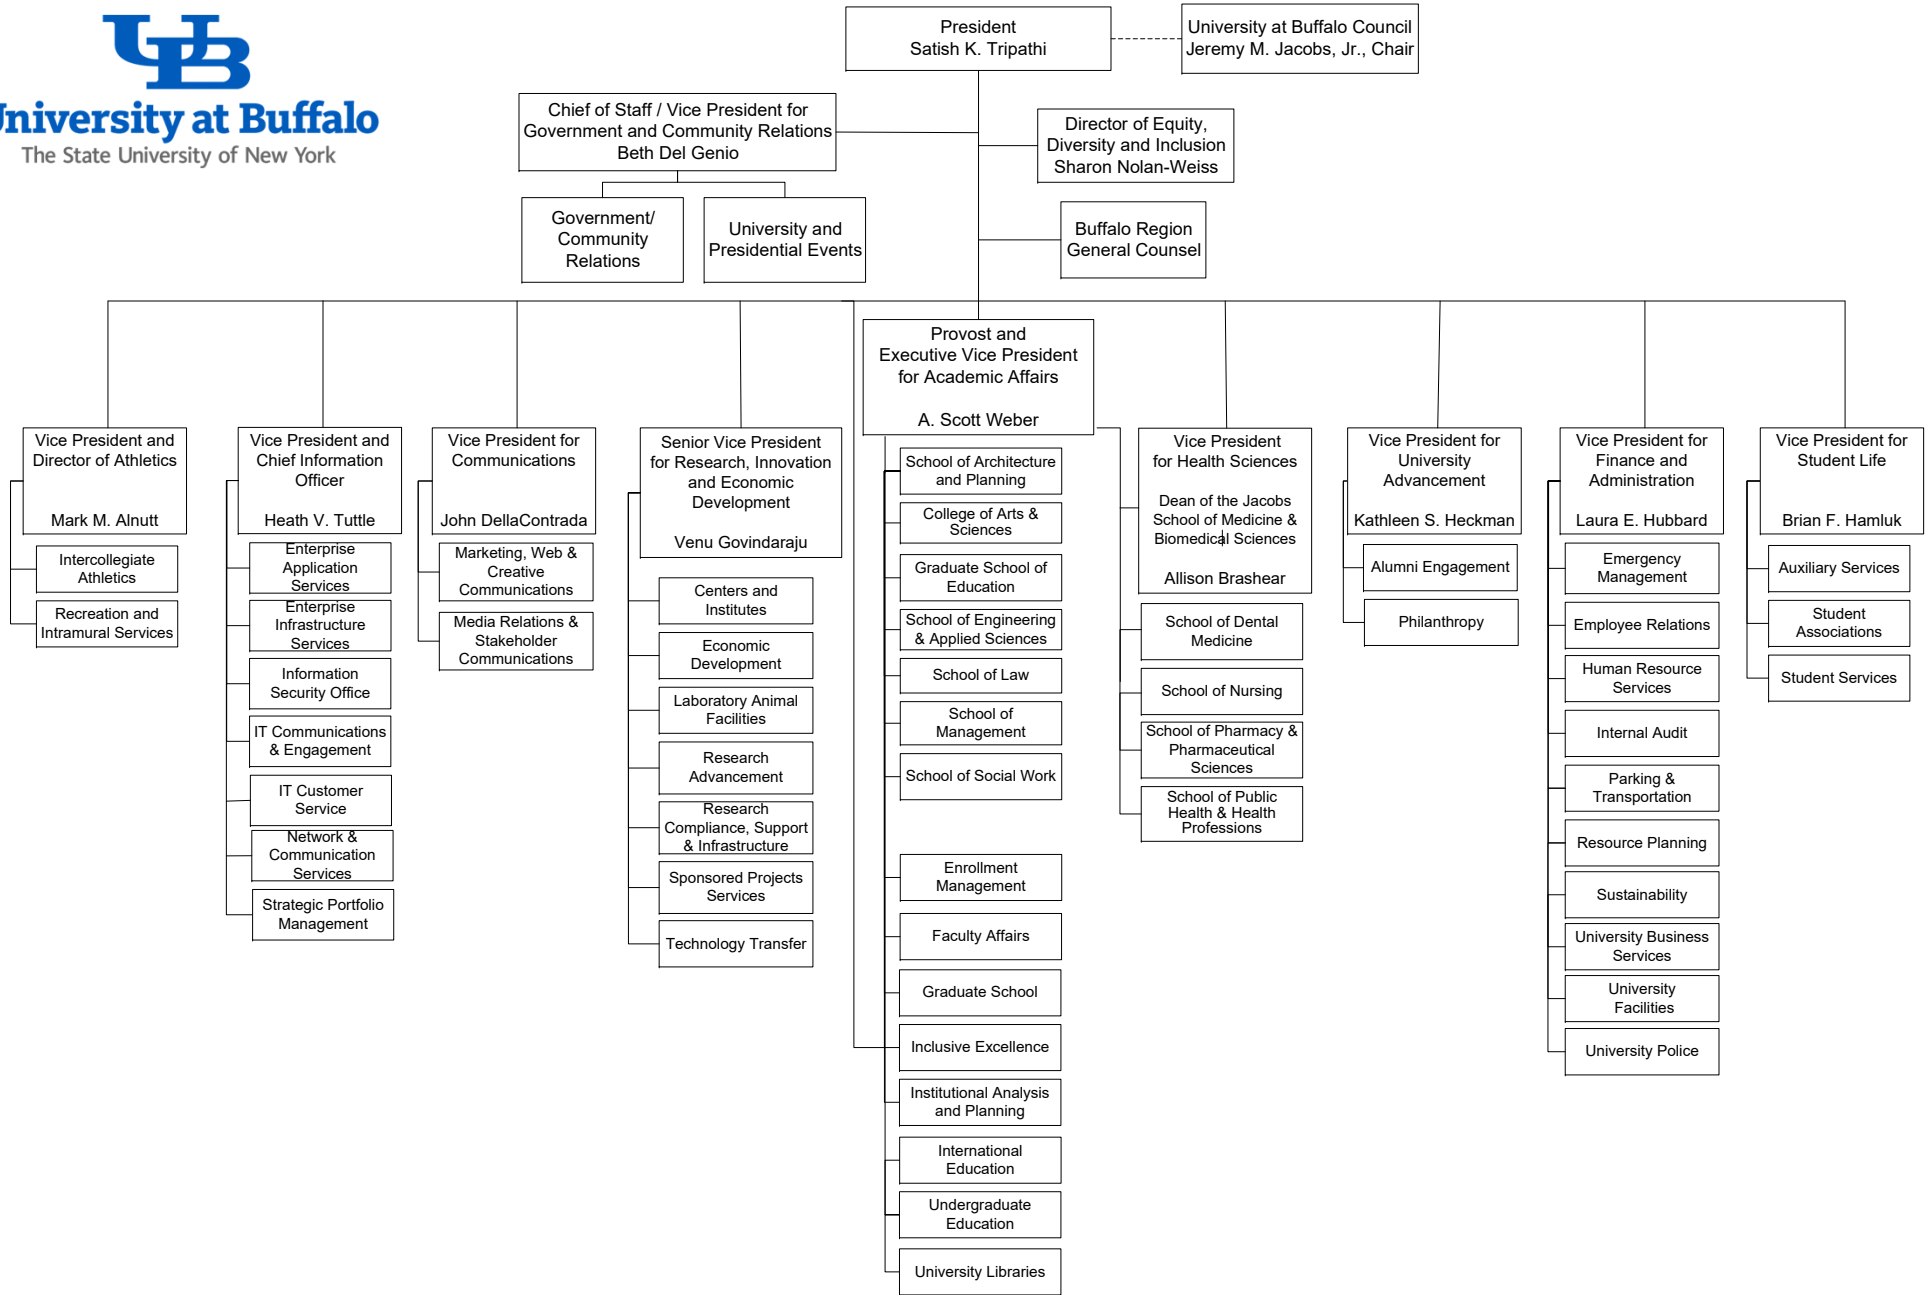 UB
University at Buffalo
The State University of New York
President
Satish K. Tripathi
University at Buffalo Council
Jeremy M. Jacobs, Jr., Chair
Chief of Staff / Vice President for
Government and Community Relations
Beth Del Genio
Director of Equity,
Diversity and Inclusion
Sharon Nolan-Weiss
Government/
Community
Relations
University and
Presidential Events
Buffalo Region
General Counsel
Provost and
Executive Vice President
for Academic Affairs
A. Scott Weber
Vice President and
Director of Athletics
Mark M. Alnutt
Intercollegiate
Athletics
Recreation and
Intramural Services
Vice President and
Chief Information
Officer
Heath V. Tuttle
Enterprise
Application
Services
Enterprise
Infrastructure
Services
Information
Security Office
IT Communications
& Engagement
IT Customer
Service
Network &
Communication
Services
Strategic Portfolio
Management
Vice President for
Communications
John DellaContrada
Marketing, Web &
Creative
Communications
Media Relations &
Stakeholder
Communications
Senior Vice President
for Research, Innovation
and Economic
Development
Venu Govindaraju
Centers and
Institutes
Economic
Development
Laboratory Animal
Facilities
Research
Advancement
Research
Compliance, Support
& Infrastructure
Sponsored Projects
Services
Technology Transfer
School of Architecture
and Planning
College of Arts &
Sciences
Graduate School of
Education
School of Engineering
& Applied Sciences
School of Law
School of
Management
School of Social Work
Enrollment
Management
Faculty Affairs
Graduate School
Inclusive Excellence
Institutional Analysis
and Planning
International
Education
Undergraduate
Education
University Libraries
Vice President
for Health Sciences
Dean of the Jacobs
School of Medicine &
Biomedical Sciences
Allison Brashear
School of Dental
Medicine
School of Nursing
School of Pharmacy &
Pharmaceutical
Sciences
School of Public
Health & Health
Professions
Vice President for
University
Advancement
Kathleen S. Heckman
Alumni Engagement
Philanthropy
Vice President for
Finance and
Administration
Laura E. Hubbard
Emergency
Management
Employee Relations
Human Resource
Services
Internal Audit
Parking &
Transportation
Resource Planning
Sustainability
University Business
Services
University
Facilities
University Police
Vice President for
Student Life
Brian F. Hamluk
Auxiliary Services
Student
Associations
Student Services